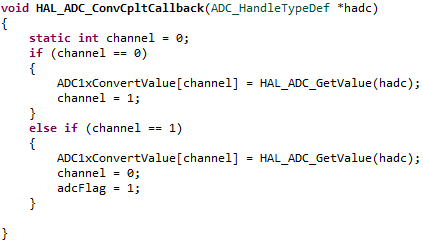 void HAL_ADC_ConvCpltCallback(ADC_HandleTypeDef *hadc)
{
    static int channel = 0;
    if (channel == 0)
    {
        ADC1xConvertValue[channel] = HAL_ADC_GetValue(hadc);
        channel = 1;
    }
    else if (channel == 1)
    {
        ADC1xConvertValue[channel] = HAL_ADC_GetValue(hadc);
        channel = 0;
        adcFlag = 1;
    }

}